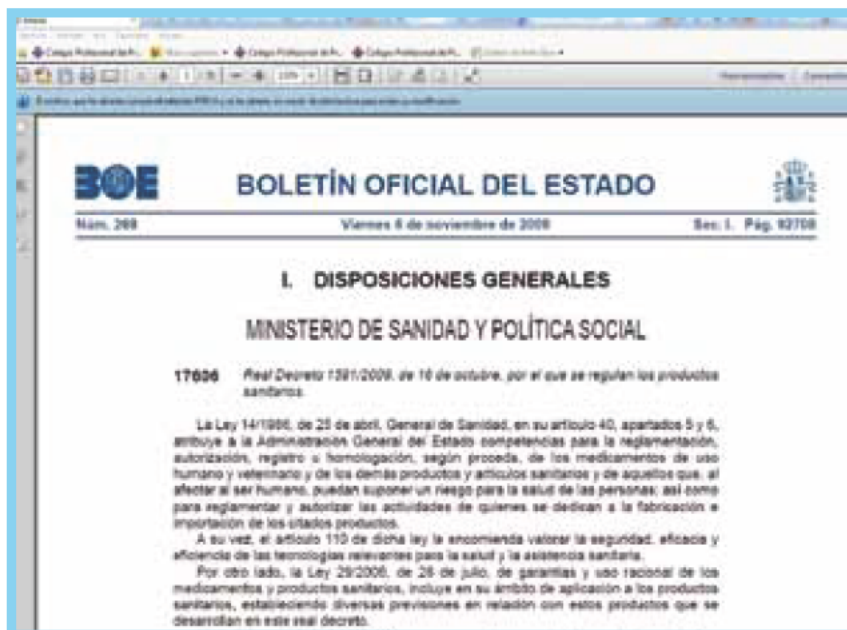 Colegio Profesional de P... Colegio Profesional de P... Colegio Profesional de P...
BOE BOLETÍN OFICIAL DEL ESTADO
Núm. 268 Viernes 6 de noviembre de 2009 Sec. I. Pág. 92708
I. DISPOSICIONES GENERALES
MINISTERIO DE SANIDAD Y POLÍTICA SOCIAL
17606 Real Decreto 1591/2009, de 16 de octubre, por el que se regulan los productos
sanitarios.
La Ley 14/1986, de 25 de abril, General de Sanidad, en su artículo 40, apartados 5 y 6,
atribuye a la Administración General del Estado competencias para la reglamentación,
autorización, registro u homologación, según proceda, de los medicamentos de uso
humano y veterinario y de los demás productos y artículos sanitarios y de aquellos que, al
afectar al ser humano, puedan suponer un riesgo para la salud de las personas; así como
para reglamentar y autorizar las actividades de quienes se dedican a la fabricación e
importación de los citados productos.
A su vez, el artículo 110 de dicha ley le encomienda valorar la seguridad, eficacia y
eficiencia de las tecnologías relevantes para la salud y la asistencia sanitaria.
Por otro lado, la Ley 29/2006, de 26 de julio, de garantías y uso racional de los
medicamentos y productos sanitarios, incluye en su ámbito de aplicación a los productos
sanitarios, estableciendo diversas previsiones en relación con estos productos que se
desarrollan en este real decreto.